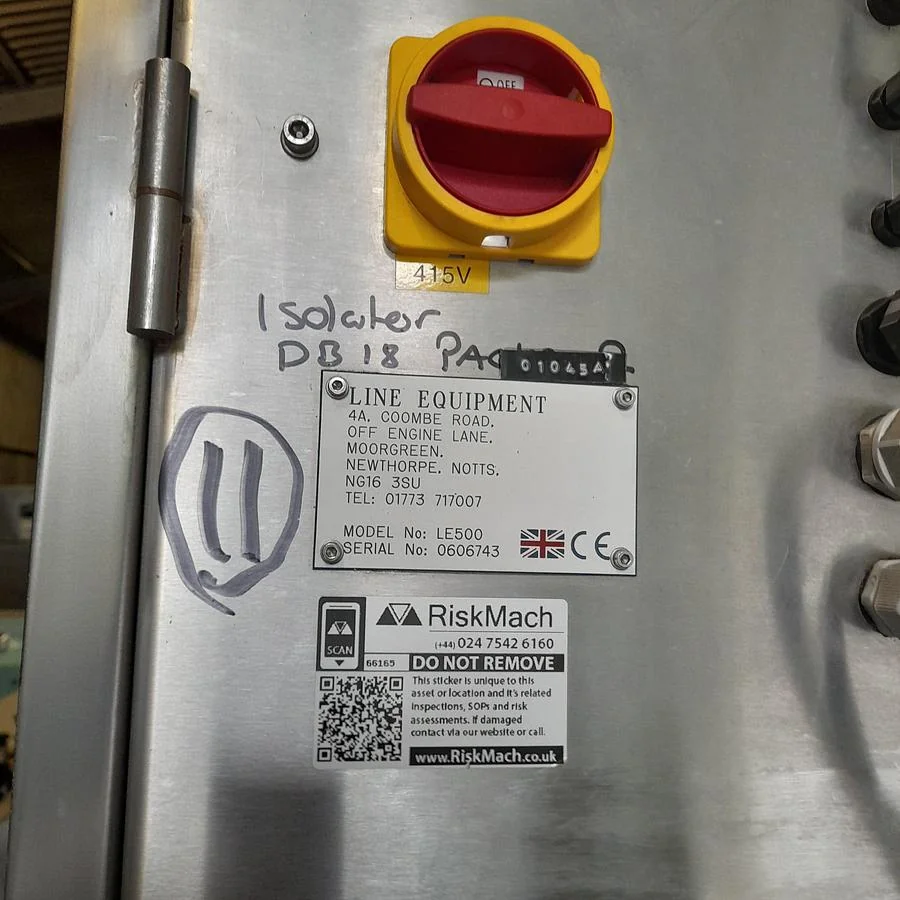 OFF
415V
Isolator
DB 18
01045A
LINE EQUIPMENT
4A, COOMBE ROAD,
OFF ENGINE LANE,
MOORGREEN,
NEWTHORPE, NOTTS,
NG16 3SU
TEL: 01773 717007
MODEL No: LE500
SERIAL No: 0606743
CE
11
RiskMach
(+44) 024 7542 6160
SCAN
66165
DO NOT REMOVE
This sticker is unique to this
asset or location and it's related
inspections, SOPs and risk
assessments. If damaged
contact via our website or call.
www.RiskMach.co.uk